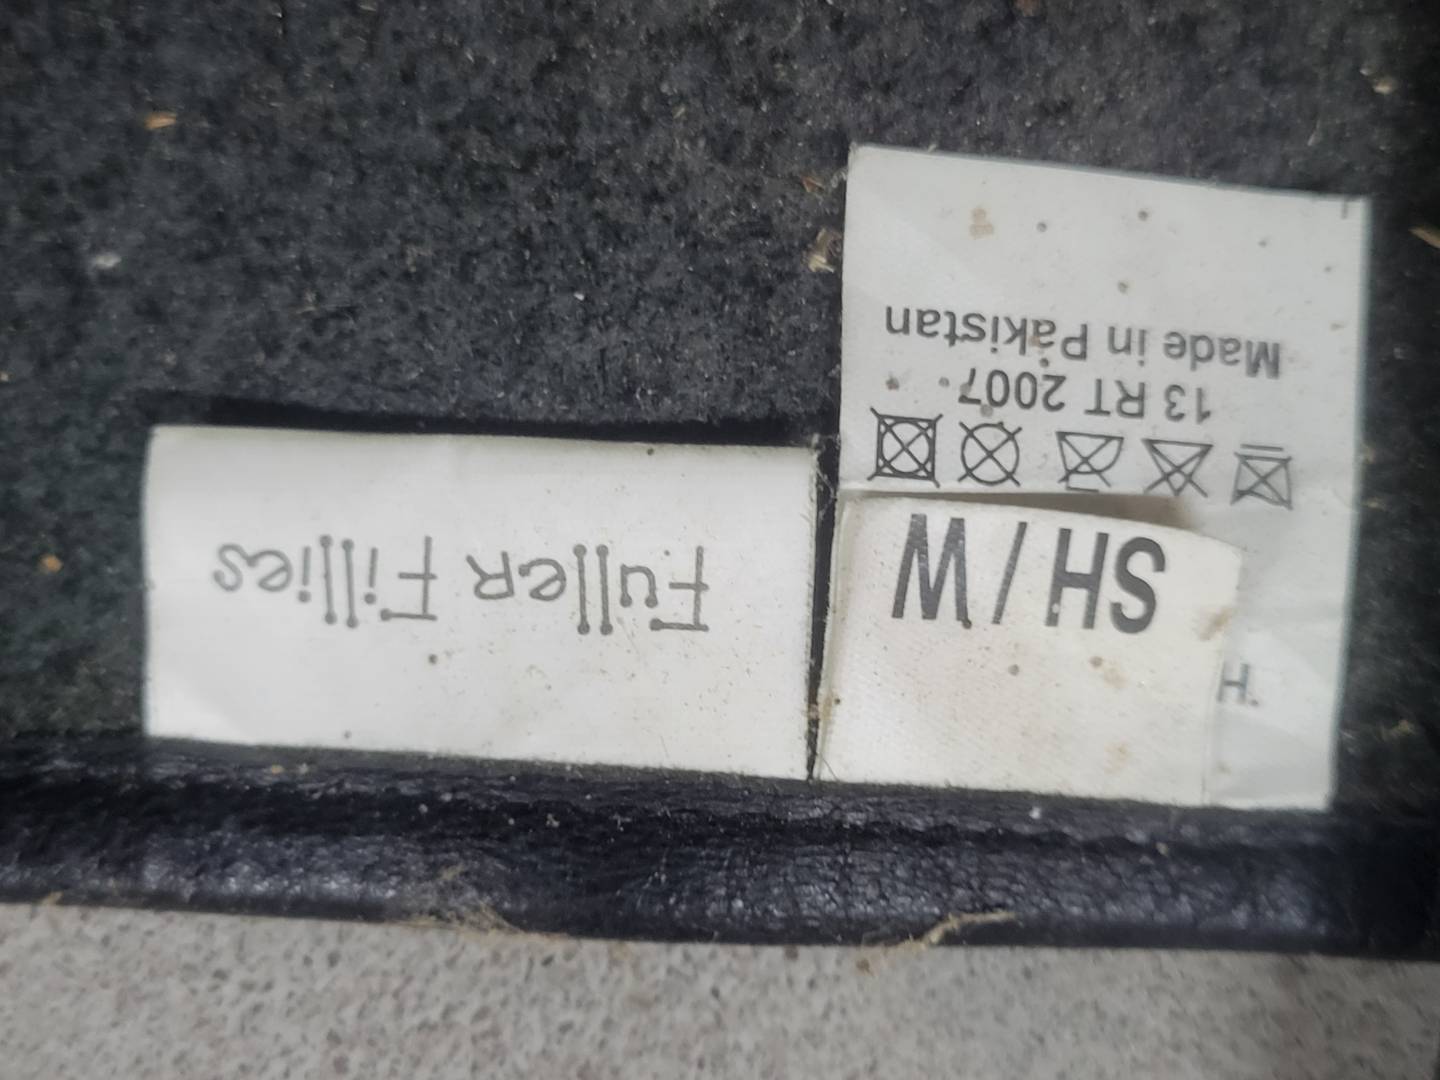 Fuller Fillies
SH / W
13 RT 2007
Made in Pakistan